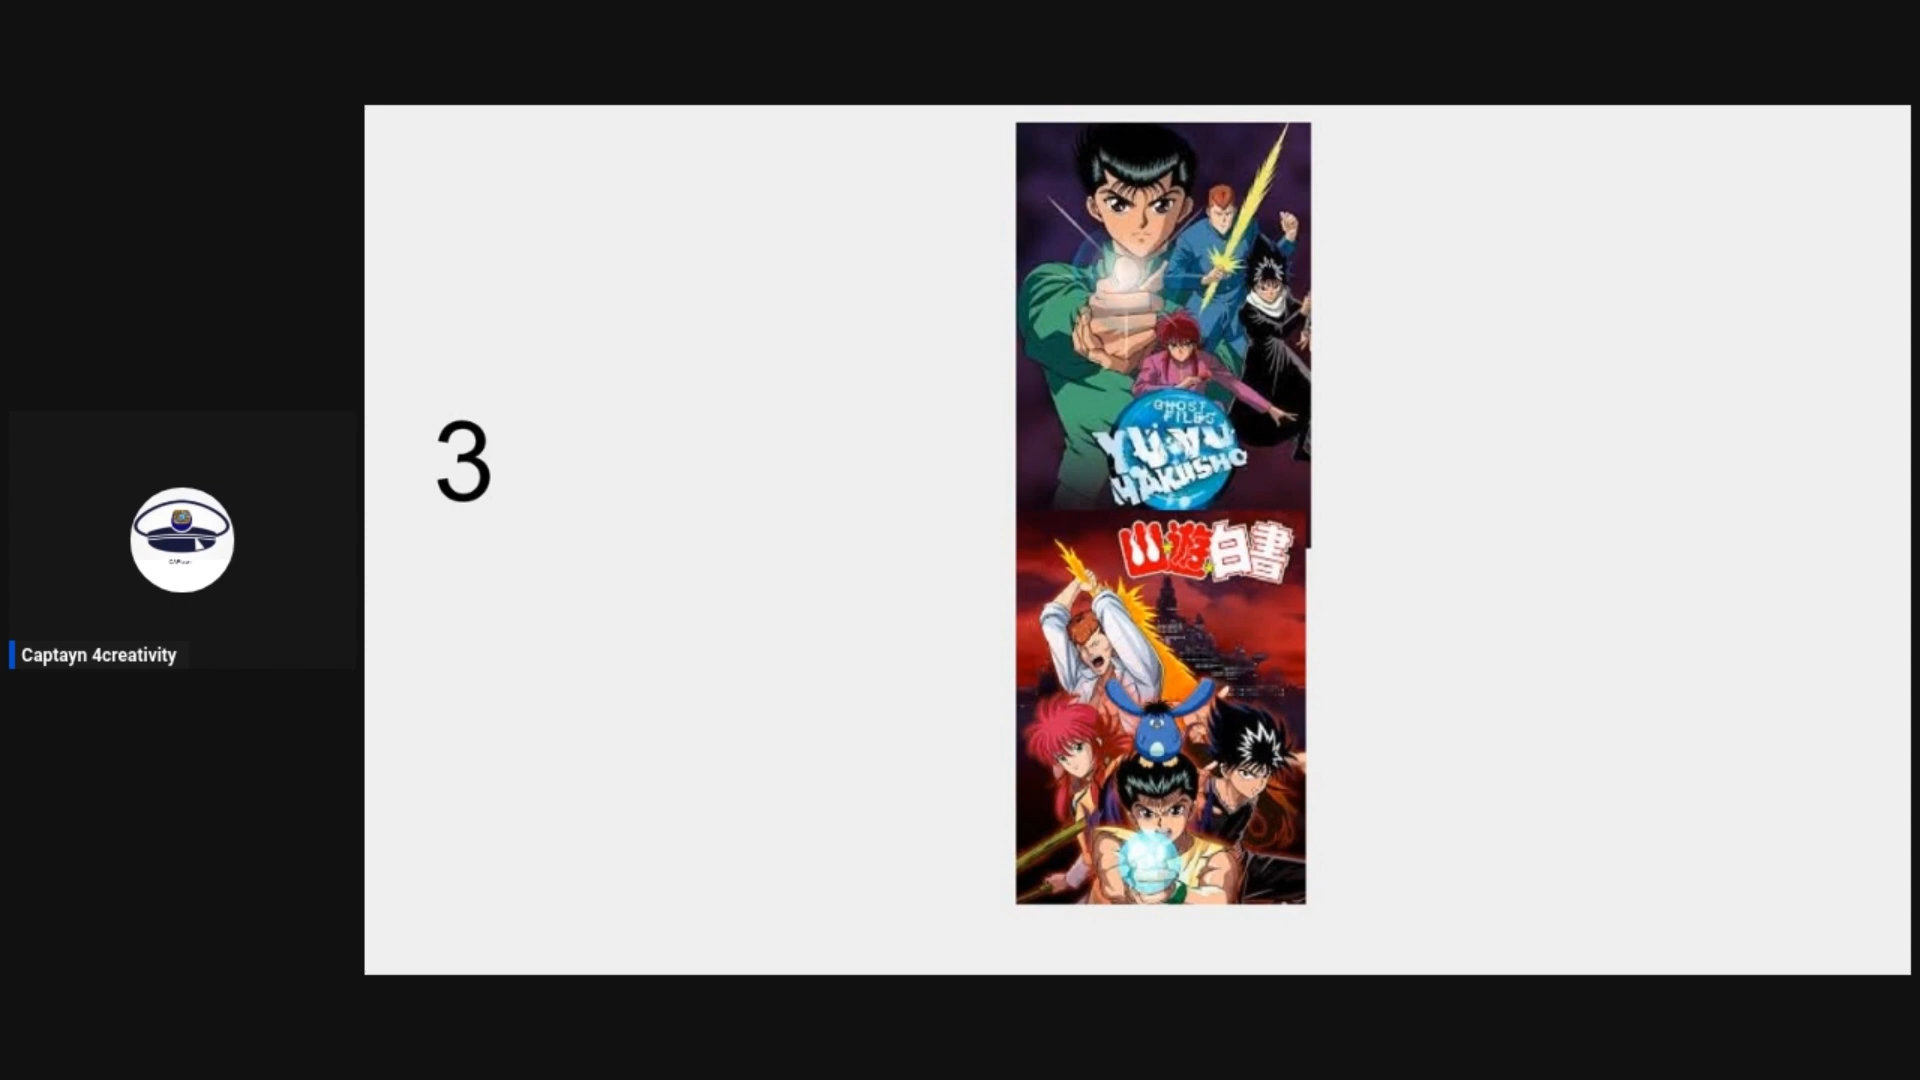 3
GHOST
FILES
YU YU
HAKUSHO
幽遊白書
Captayn 4creativity